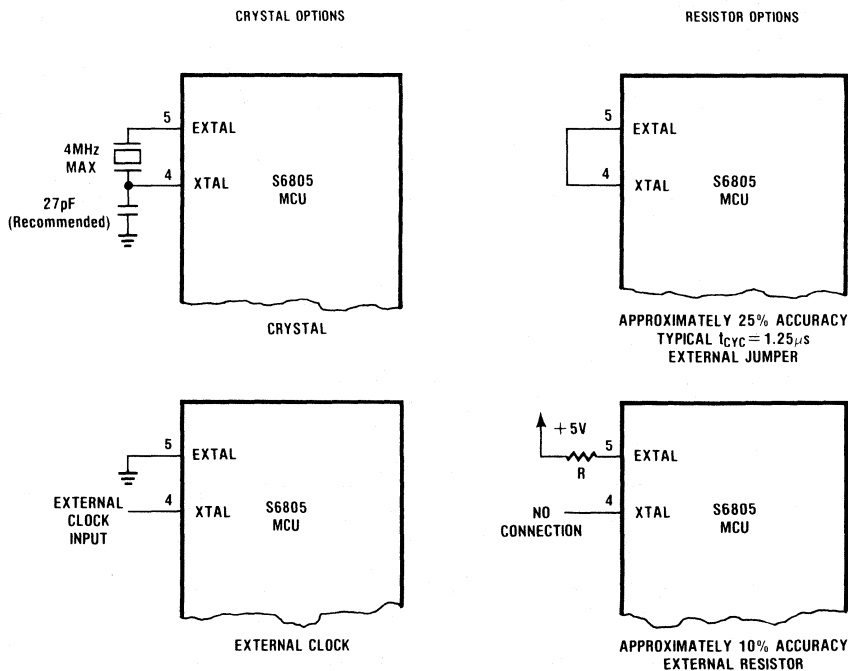 CRYSTAL OPTIONS
5
EXTAL
4MHz
MAX
4
XTAL
S6805
MCU
27pF
(Recommended)
CRYSTAL
RESISTOR OPTIONS
5
EXTAL
4
XTAL
S6805
MCU
APPROXIMATELY 25% ACCURACY
TYPICAL tCYC = 1.25μs
EXTERNAL JUMPER
5
EXTAL
EXTERNAL
CLOCK
INPUT
4
XTAL
S6805
MCU
EXTERNAL CLOCK
+5V
R
5
EXTAL
NO
CONNECTION
4
XTAL
S6805
MCU
APPROXIMATELY 10% ACCURACY
EXTERNAL RESISTOR